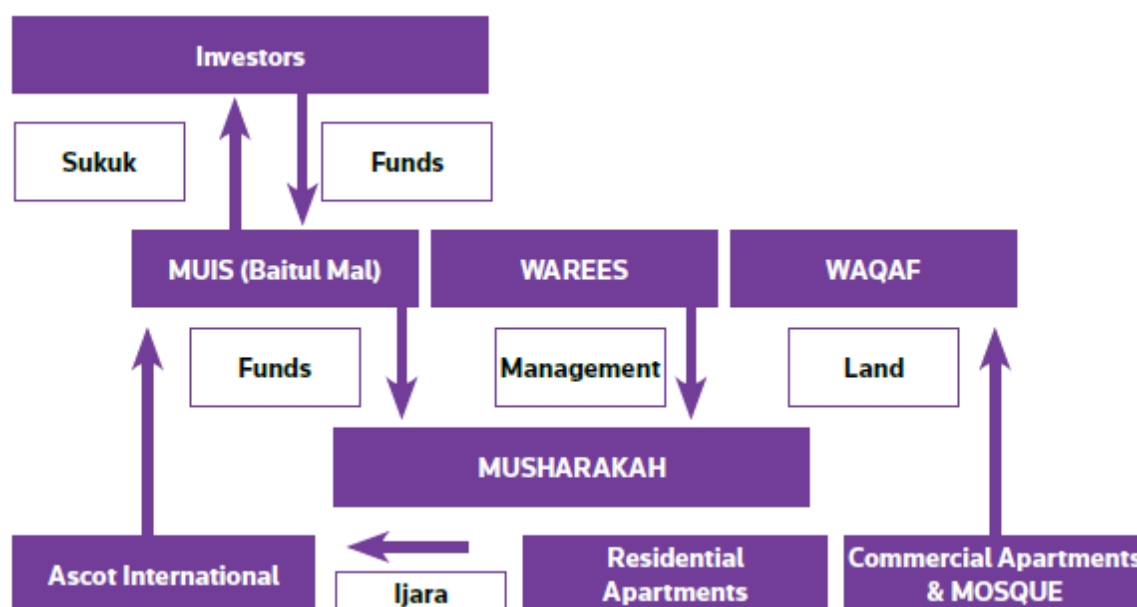 Investors
Sukuk
Funds
MUIS (Baitul Mal)
WAREES
WAQAF
Funds
Management
Land
MUSHARAKAH
Ascot International
Ijara
Residential
Apartments
Commercial Apartments
& MOSQUE